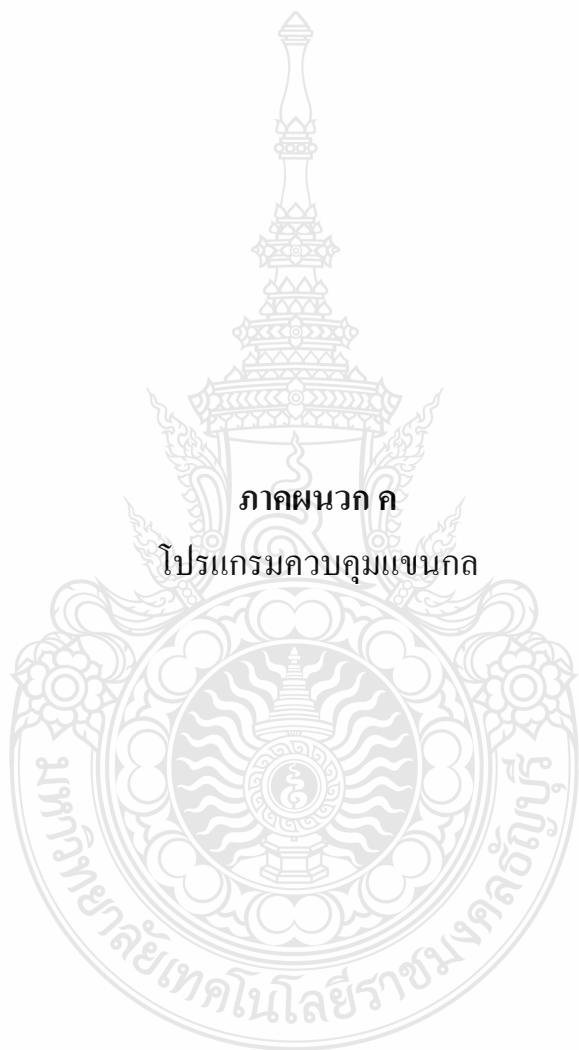 ภาคผนวก ค
โปรแกรมควบคุมแขนกล
มหาวิทยาลัยเทคโนโลยีราชมงคลธัญบุรี